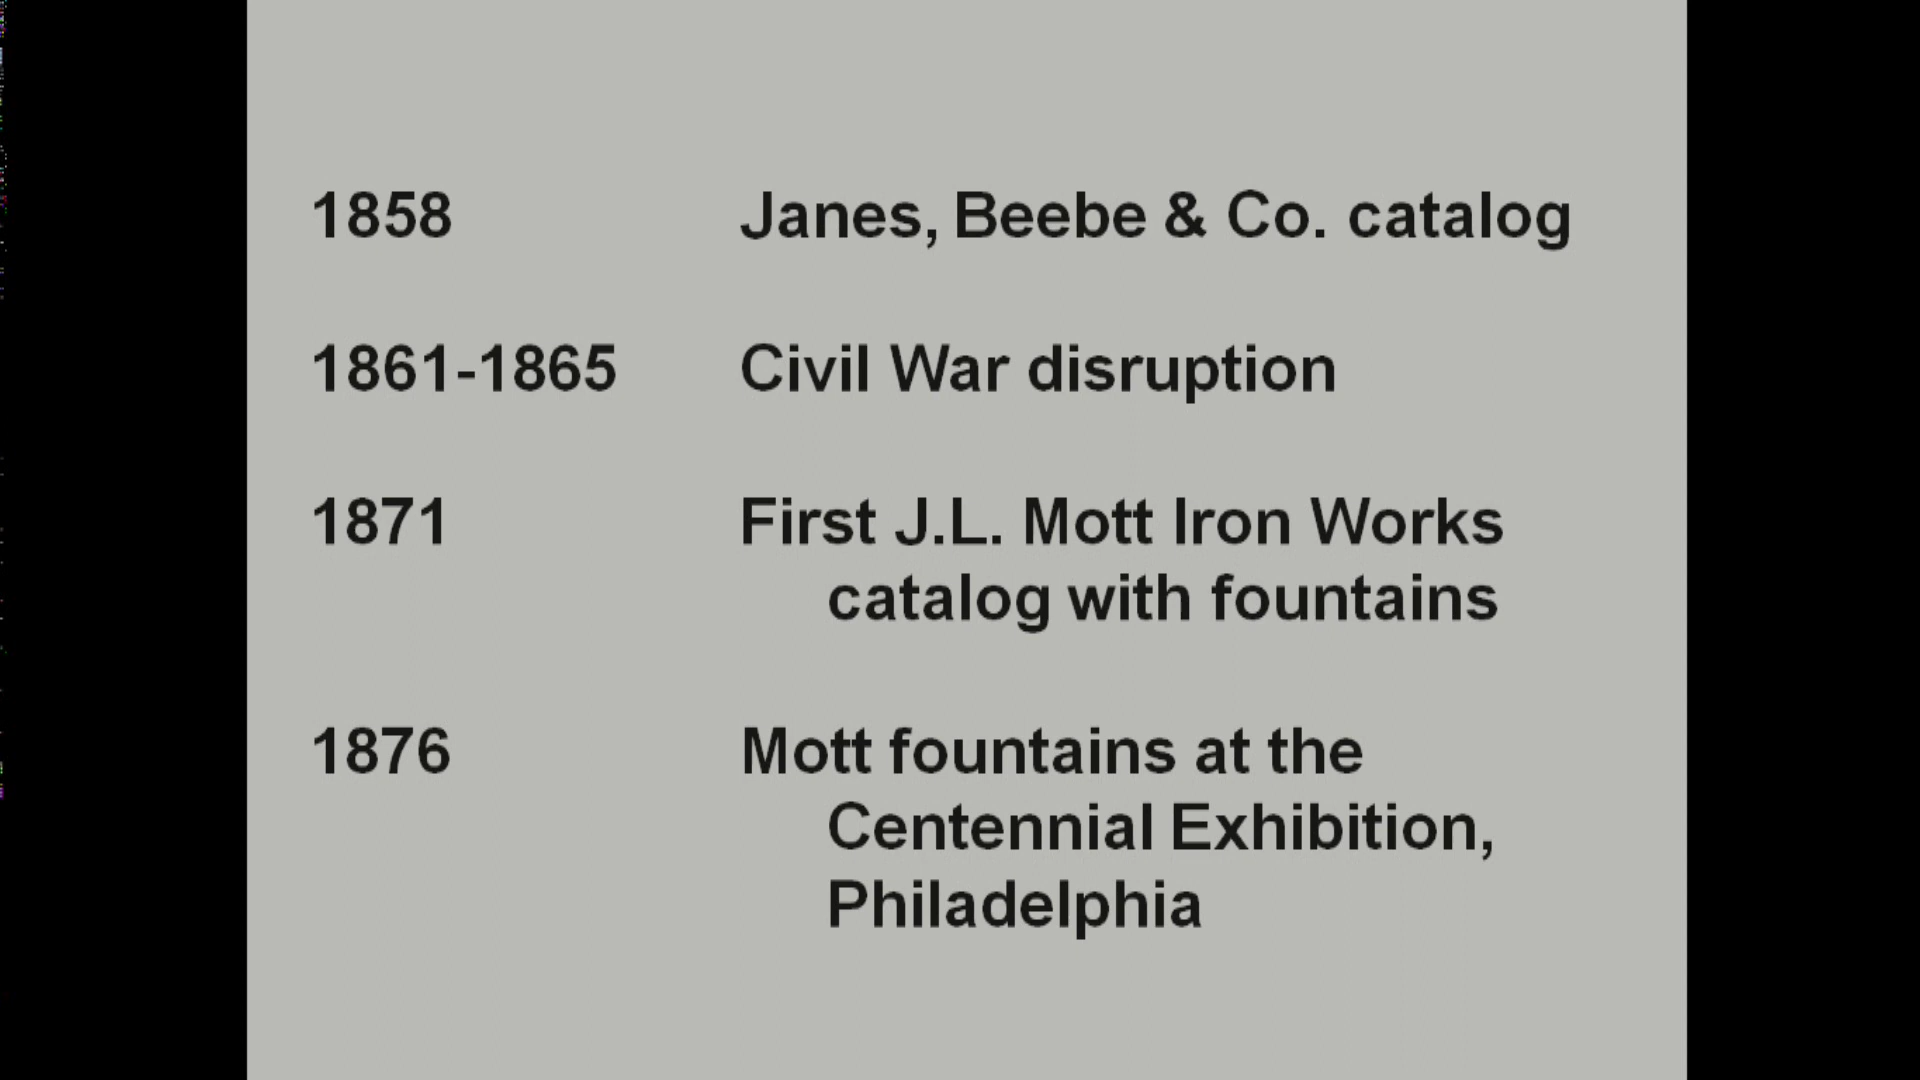 1858 Janes, Beebe & Co. catalog
1861-1865 Civil War disruption
1871 First J.L. Mott Iron Works
catalog with fountains
1876 Mott fountains at the
Centennial Exhibition,
Philadelphia